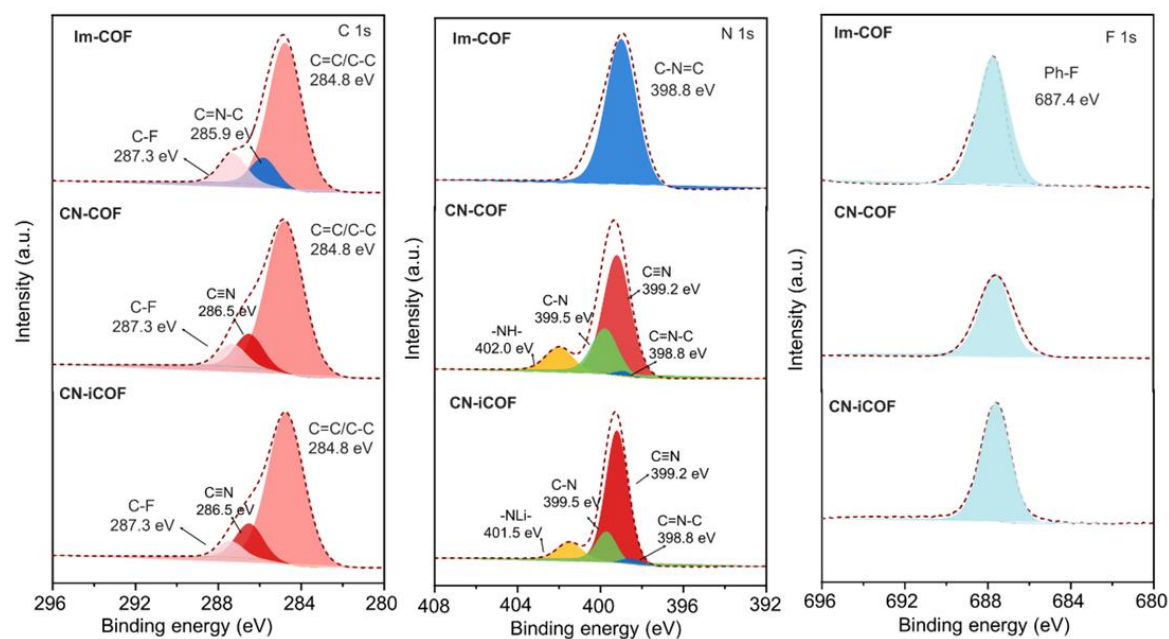 Im-COF
C 1s
C=C/C-C
284.8 eV
C=N-C
285.9 eV
C-F
287.3 eV
CN-COF
C=C/C-C
284.8 eV
C≡N
286.5 eV
C-F
287.3 eV
CN-iCOF
C=C/C-C
284.8 eV
C≡N
286.5 eV
C-F
287.3 eV
Intensity (a.u.)
296 292 288 284 280
Binding energy (eV)
Im-COF
N 1s
C-N=C
398.8 eV
CN-COF
C≡N
399.2 eV
C-N
399.5 eV
-NH-
402.0 eV
C=N-C
398.8 eV
CN-iCOF
C≡N
399.2 eV
C-N
399.5 eV
-NLi-
401.5 eV
C=N-C
398.8 eV
Intensity (a.u.)
408 404 400 396 392
Binding energy (eV)
Im-COF
F 1s
Ph-F
687.4 eV
CN-COF
CN-iCOF
Intensity (a.u.)
696 692 688 684 680
Binding energy (eV)